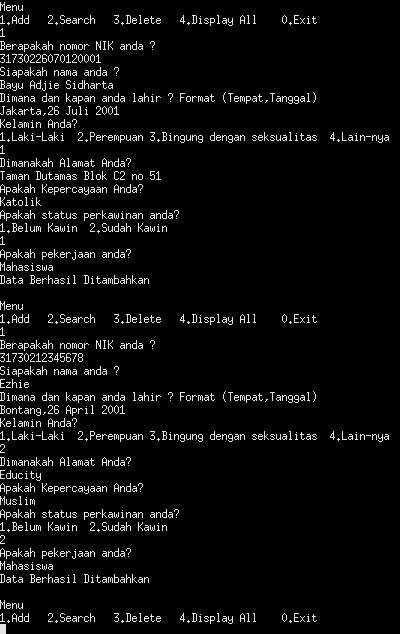 Menu
1.Add 2.Search 3.Delete 4.Display All 0.Exit
1
Berapakah nomor NIK anda ?
31730226070120001
Siapakah nama anda ?
Bayu Adjie Sidharta
Dimana dan kapan anda lahir ? Format (Tempat,Tanggal)
Jakarta,26 Juli 2001
Kelamin Anda?
1.Laki-Laki 2.Perempuan 3.Bingung dengan seksualitas 4.Lain-nya
1
Dimanakah Alamat Anda?
Taman Dutamas Blok C2 no 51
Apakah Kepercayaan Anda?
Katolik
Apakah status perkawinan anda?
1.Belum Kawin 2.Sudah Kawin
1
Apakah pekerjaan anda?
Mahasiswa
Data Berhasil Ditambahkan
Menu
1.Add 2.Search 3.Delete 4.Display All 0.Exit
1
Berapakah nomor NIK anda ?
31730212345678
Siapakah nama anda ?
Ezhie
Dimana dan kapan anda lahir ? Format (Tempat,Tanggal)
Bontang,26 April 2001
Kelamin Anda?
1.Laki-Laki 2.Perempuan 3.Bingung dengan seksualitas 4.Lain-nya
2
Dimanakah Alamat Anda?
Educity
Apakah Kepercayaan Anda?
Muslim
Apakah status perkawinan anda?
1.Belum Kawin 2.Sudah Kawin
2
Apakah pekerjaan anda?
Mahasiswa
Data Berhasil Ditambahkan
Menu
1.Add 2.Search 3.Delete 4.Display All 0.Exit